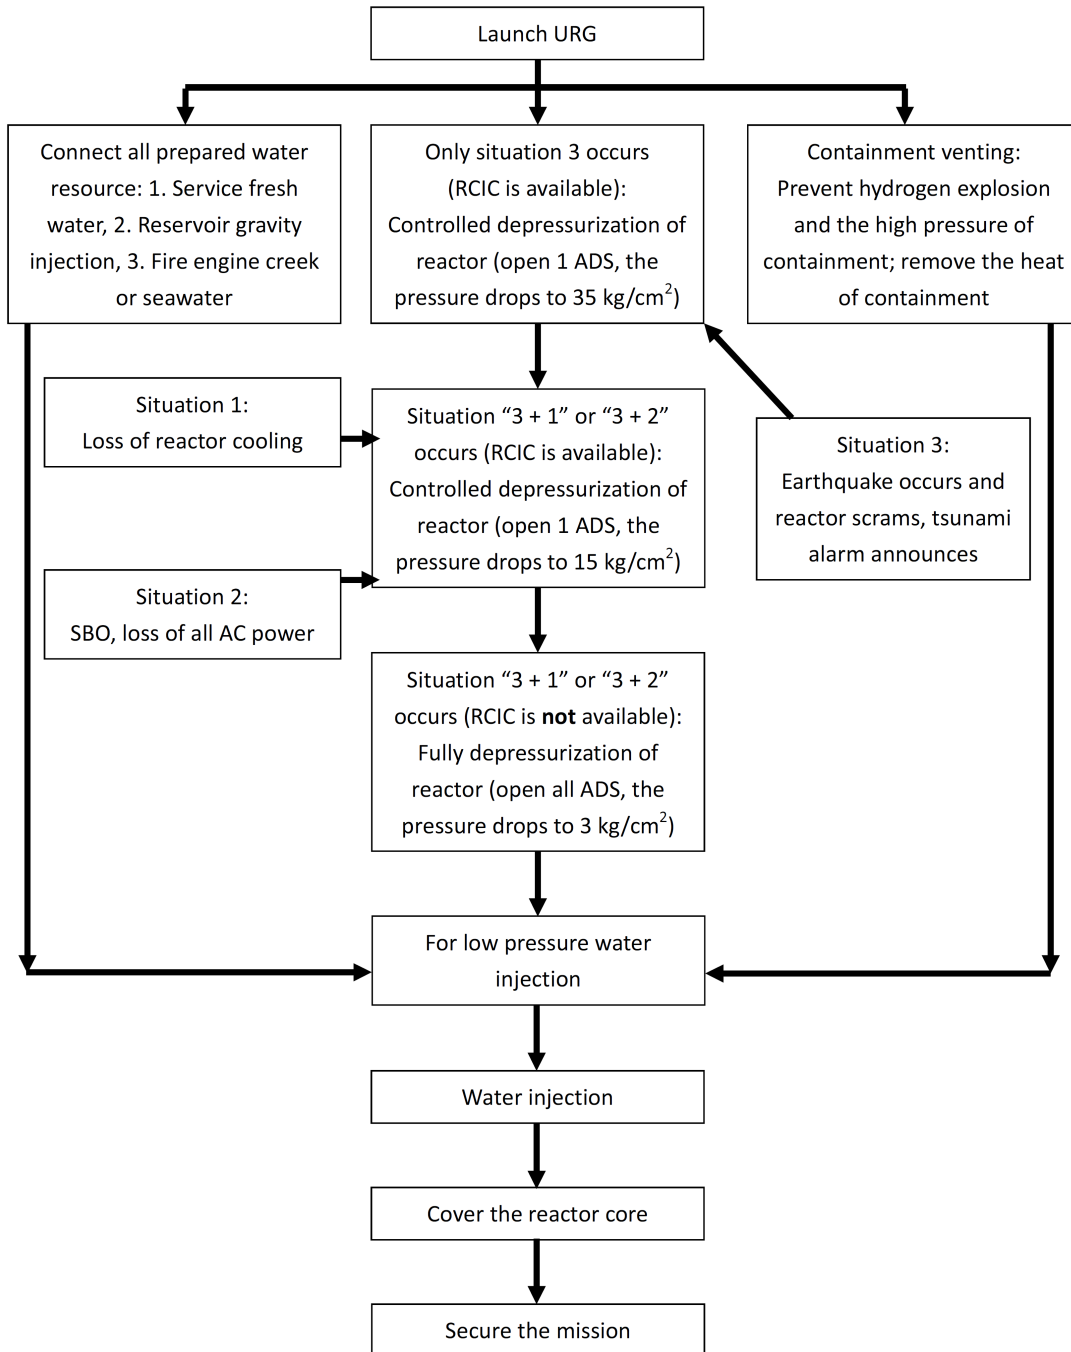 Launch URG
Connect all prepared water
resource: 1. Service fresh
water, 2. Reservoir gravity
injection, 3. Fire engine creek
or seawater
Only situation 3 occurs
(RCIC is available):
Controlled depressurization of
reactor (open 1 ADS, the
pressure drops to 35 kg/cm²)
Containment venting:
Prevent hydrogen explosion
and the high pressure of
containment; remove the heat
of containment
Situation 1:
Loss of reactor cooling
Situation “3 + 1” or “3 + 2”
occurs (RCIC is available):
Controlled depressurization of
reactor (open 1 ADS, the
pressure drops to 15 kg/cm²)
Situation 3:
Earthquake occurs and
reactor scrams, tsunami
alarm announces
Situation 2:
SBO, loss of all AC power
Situation “3 + 1” or “3 + 2”
occurs (RCIC is not available):
Fully depressurization of
reactor (open all ADS, the
pressure drops to 3 kg/cm²)
For low pressure water
injection
Water injection
Cover the reactor core
Secure the mission